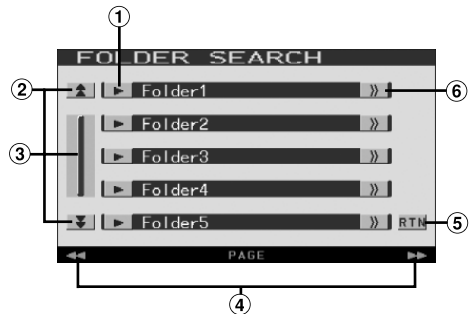 ①
FOLDER SEARCH
② Folder1 ⑥
Folder2
③ Folder3
Folder4
Folder5 RTN ⑤
PAGE
④